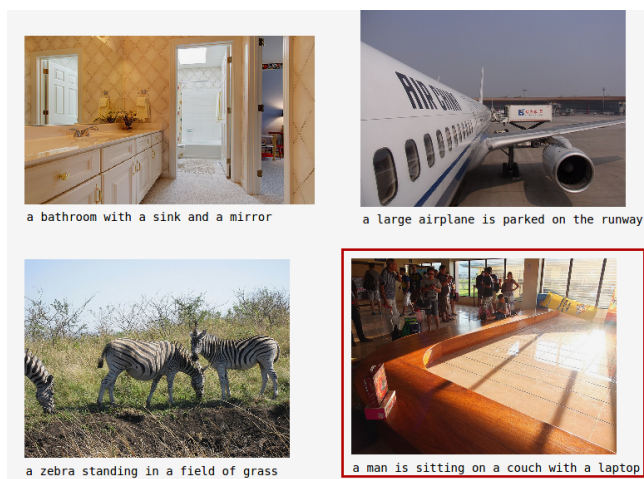 AIR CHINA
a bathroom with a sink and a mirror
a large airplane is parked on the runway
a zebra standing in a field of grass
a man is sitting on a couch with a laptop